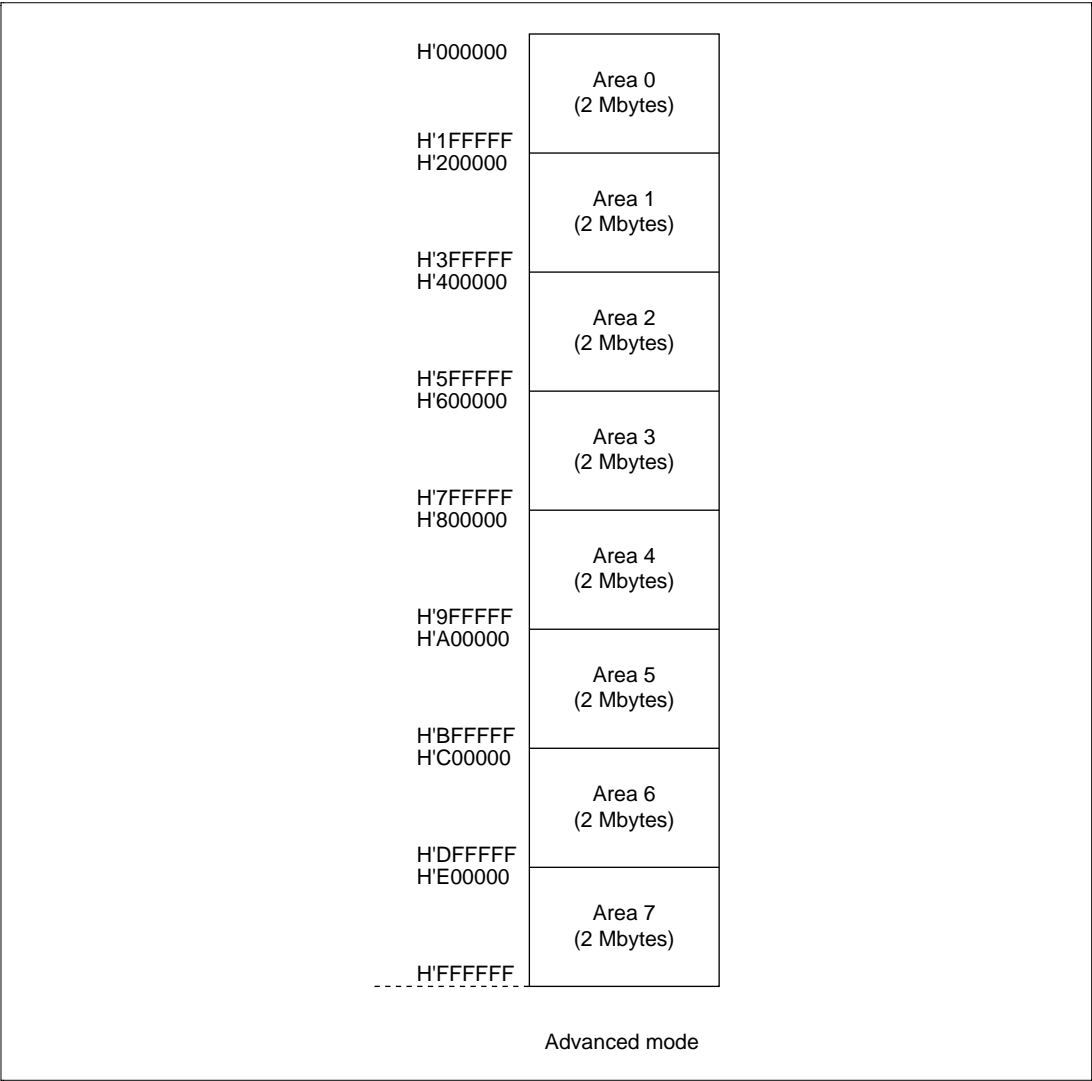 H'000000
Area 0
(2 Mbytes)
H'1FFFFF
H'200000
Area 1
(2 Mbytes)
H'3FFFFF
H'400000
Area 2
(2 Mbytes)
H'5FFFFF
H'600000
Area 3
(2 Mbytes)
H'7FFFFF
H'800000
Area 4
(2 Mbytes)
H'9FFFFF
H'A00000
Area 5
(2 Mbytes)
H'BFFFFF
H'C00000
Area 6
(2 Mbytes)
H'DFFFFF
H'E00000
Area 7
(2 Mbytes)
H'FFFFFF
Advanced mode